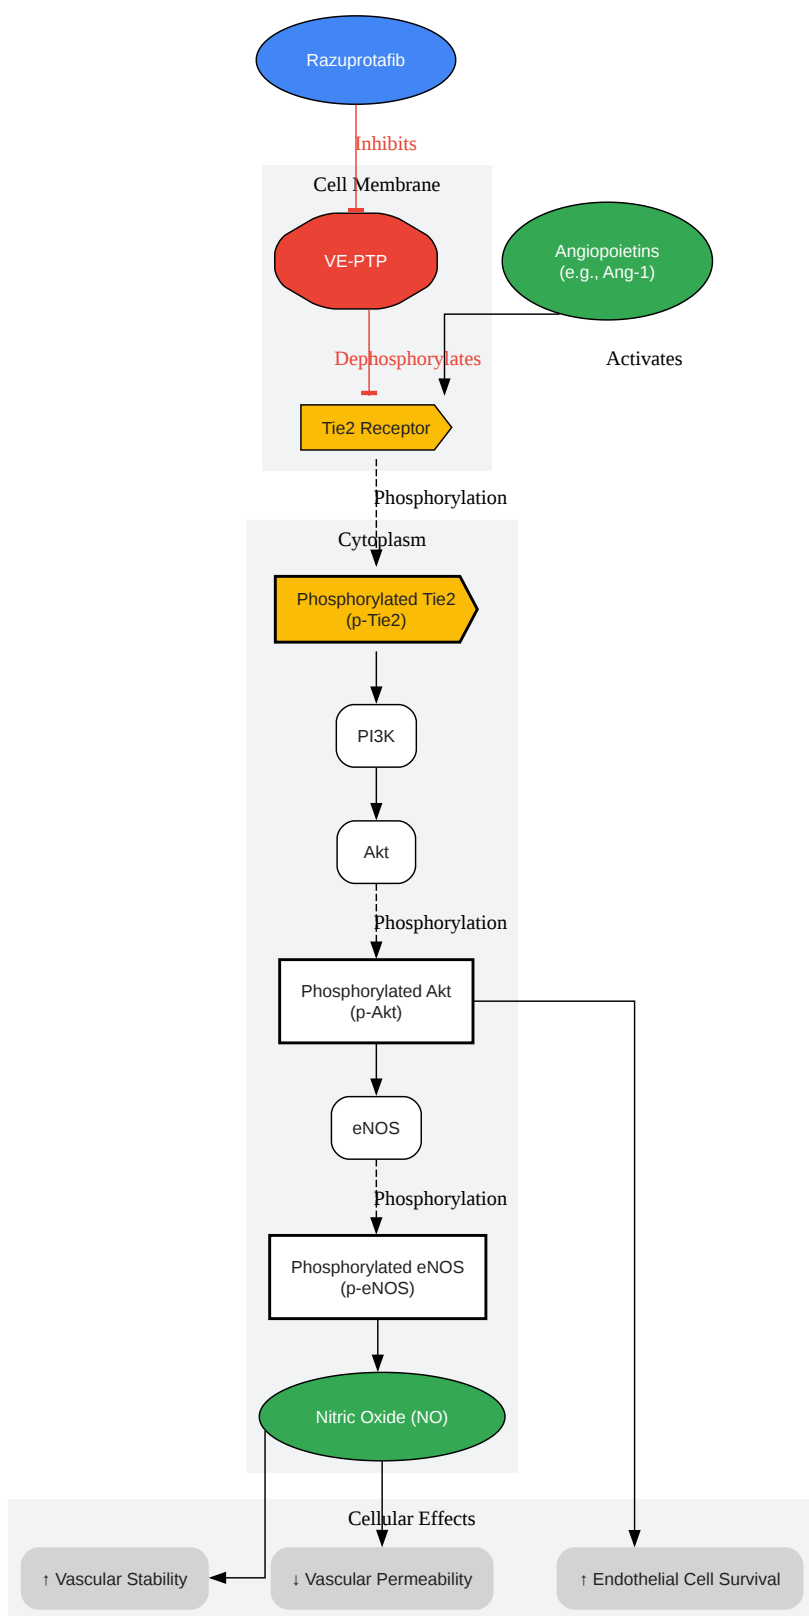 Razuprotafib
Inhibits
Cell Membrane
VE-PTP
Angiopoietins
(e.g., Ang-1)
Dephosphorylates
Activates
Tie2 Receptor
Phosphorylation
Cytoplasm
Phosphorylated Tie2
(p-Tie2)
PI3K
Akt
Phosphorylation
Phosphorylated Akt
(p-Akt)
eNOS
Phosphorylation
Phosphorylated eNOS
(p-eNOS)
Nitric Oxide (NO)
Cellular Effects
↑ Vascular Stability
↓ Vascular Permeability
↑ Endothelial Cell Survival